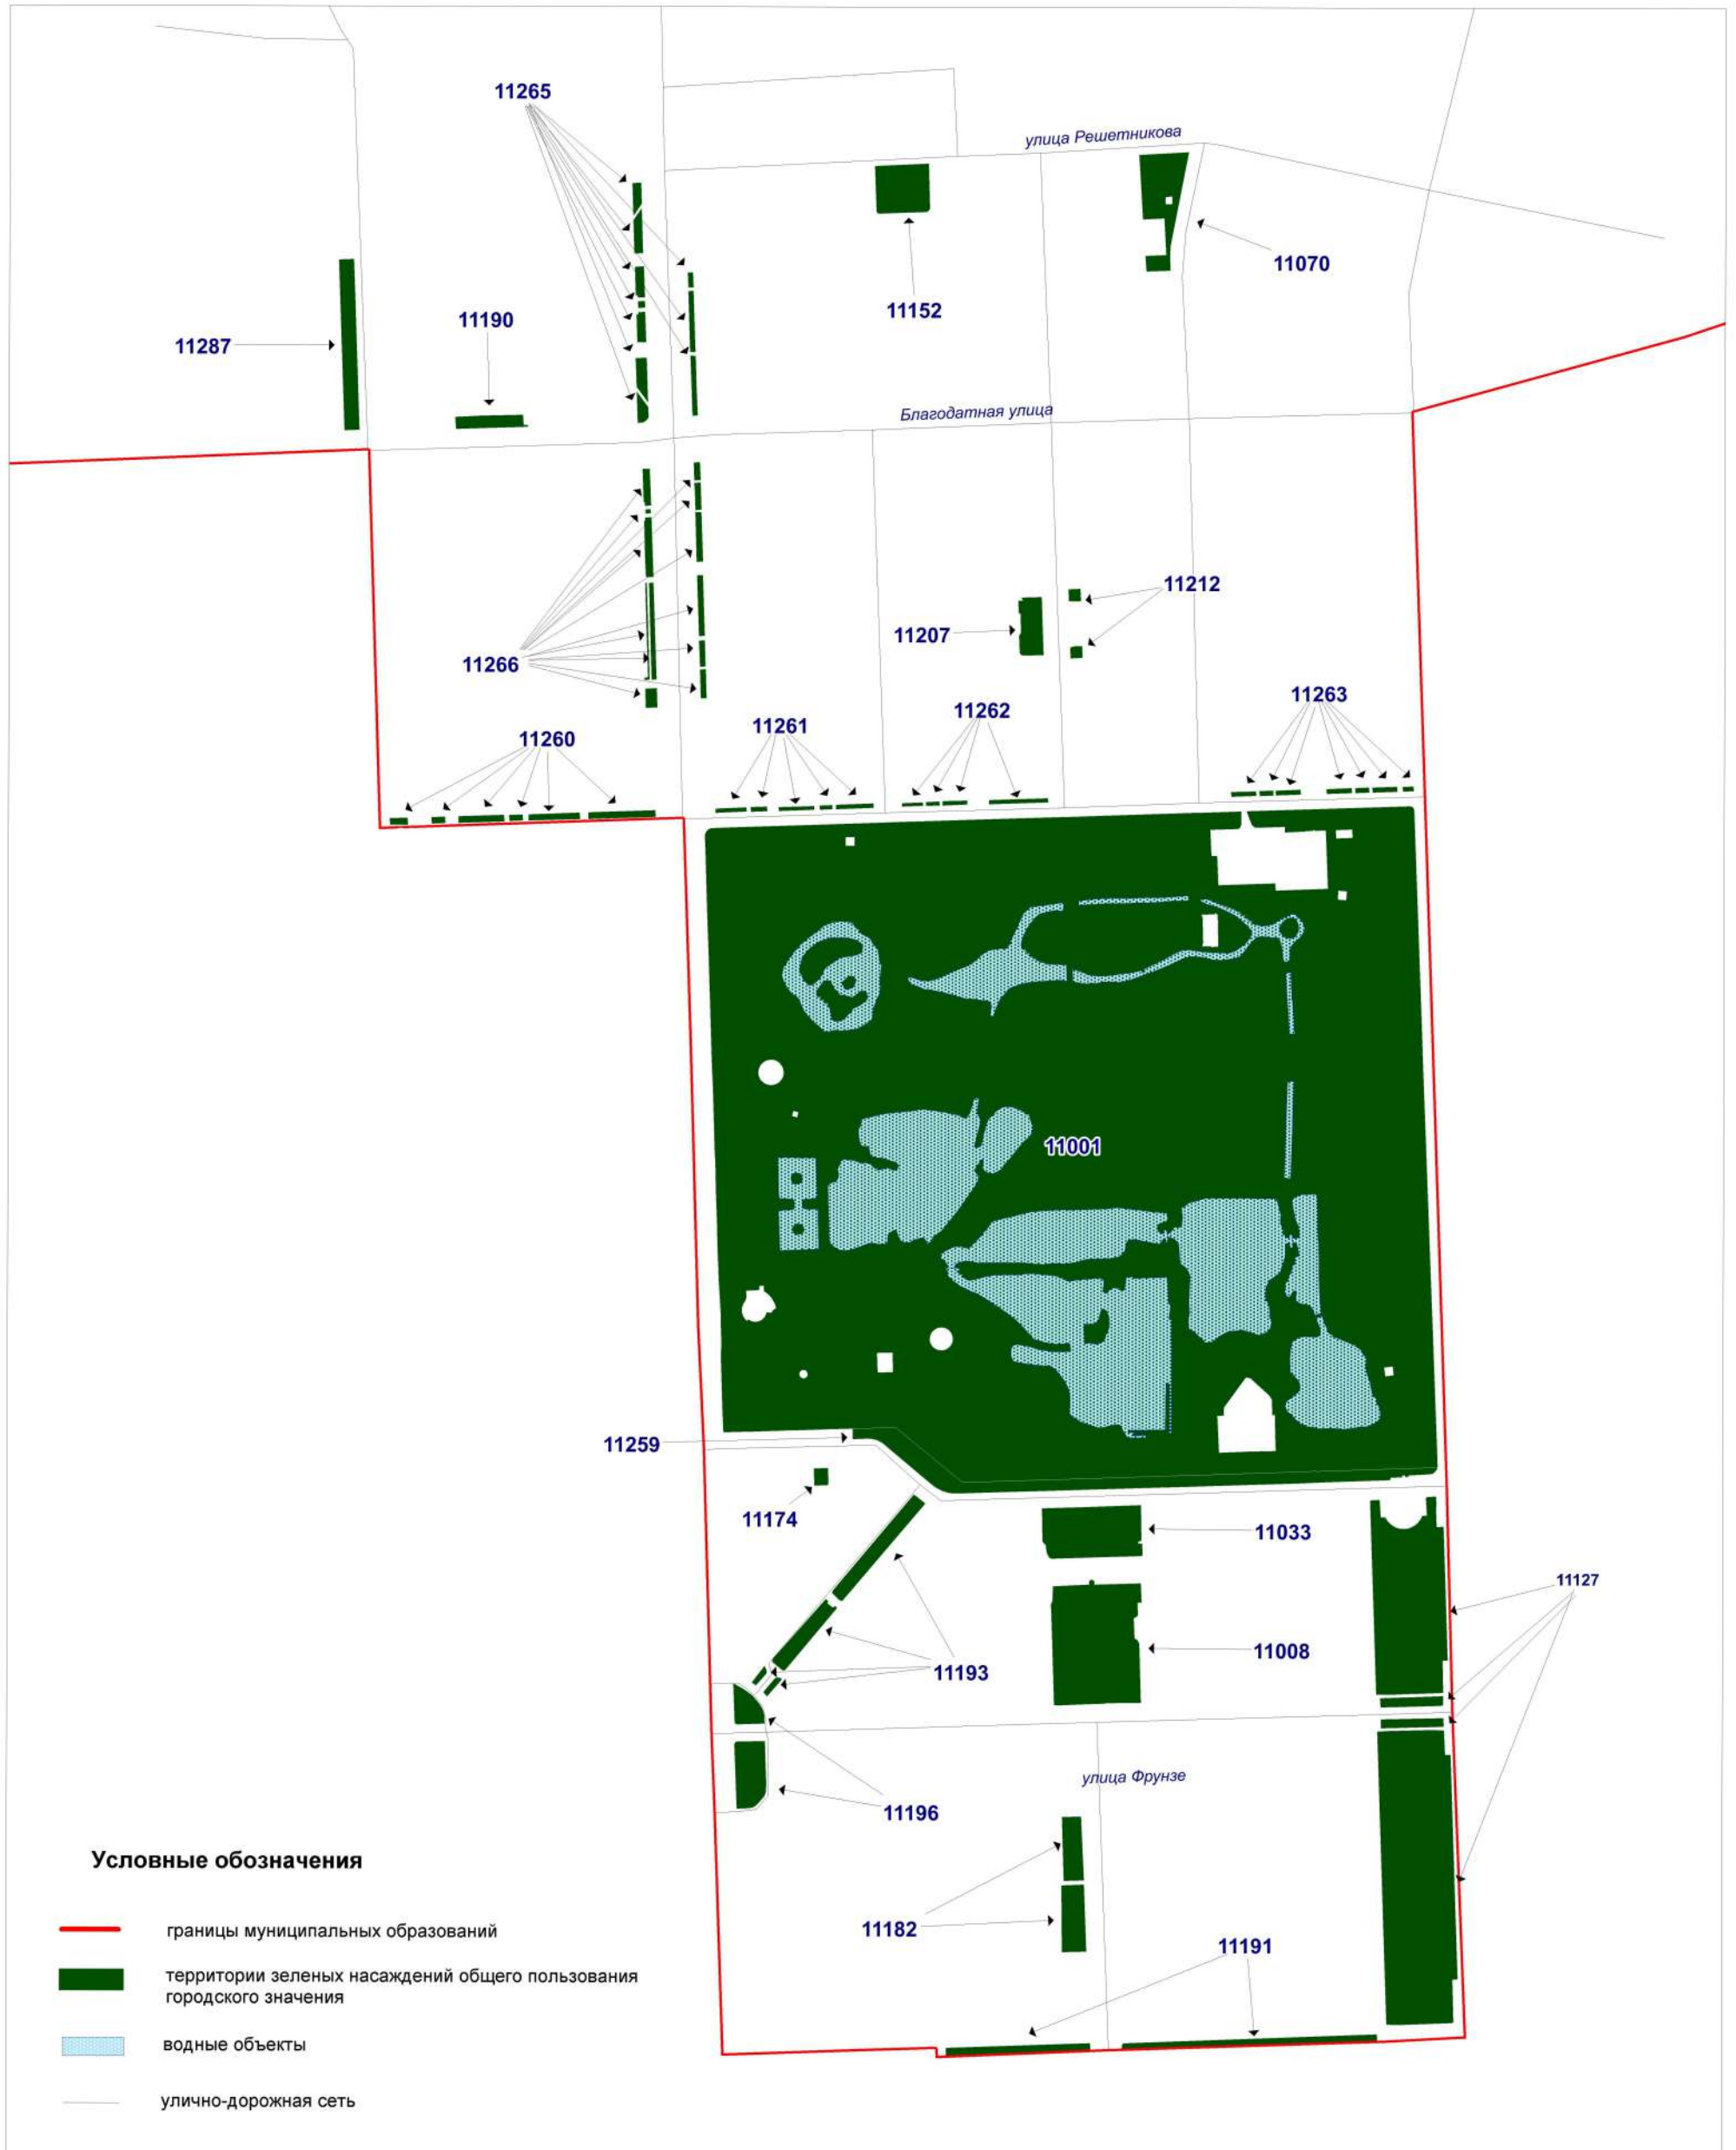 11265
улица Решетникова
11070
11152
11190
11287
Благодатная улица
11212
11207
11266
11263
11262
11261
11260
11001
11259
11174
11033
11127
11008
11193
улица Фрунзе
11196
Условные обозначения
11182
границы муниципальных образований
11191
территории зеленых насаждений общего пользования
городского значения
водные объекты
улично-дорожная сеть